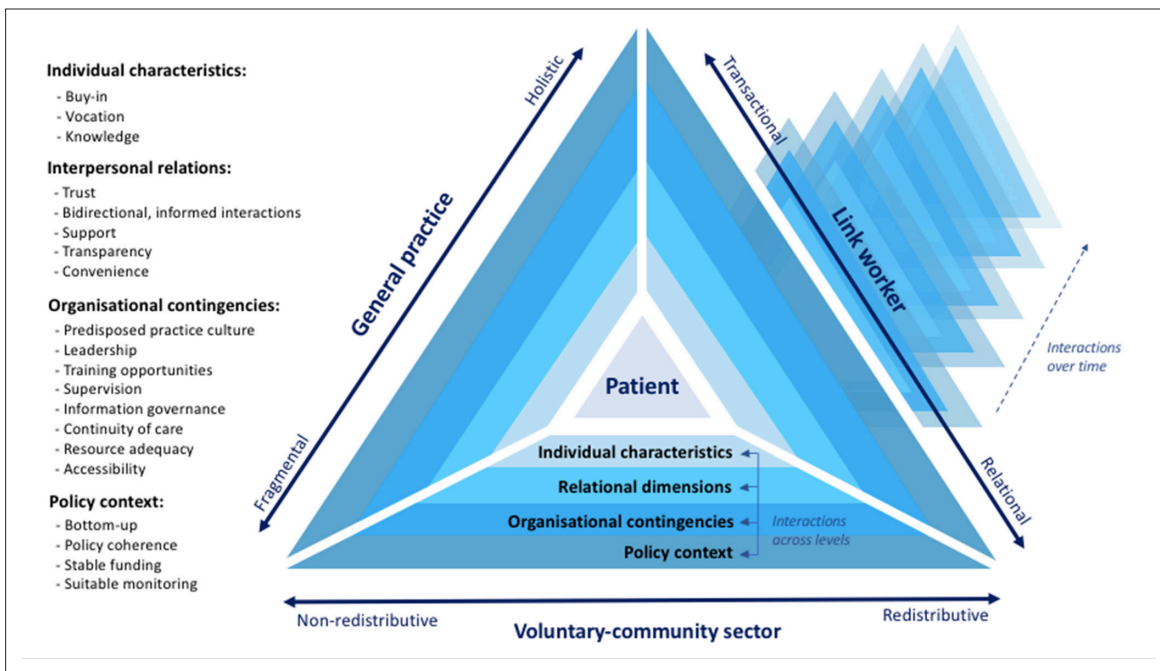 Individual characteristics:
- Buy-in
- Vocation
- Knowledge
Interpersonal relations:
- Trust
- Bidirectional, informed interactions
- Support
- Transparency
- Convenience
Organisational contingencies:
- Predisposed practice culture
- Leadership
- Training opportunities
- Supervision
- Information governance
- Continuity of care
- Resource adequacy
- Accessibility
Policy context:
- Bottom-up
- Policy coherence
- Stable funding
- Suitable monitoring
Holistic
General practice
Fragmental
Transactional
Link worker
Relational
Interactions
over time
Patient
Individual characteristics
Relational dimensions
Organisational contingencies
Policy context
Interactions
across levels
Non-redistributive
Voluntary-community sector
Redistributive